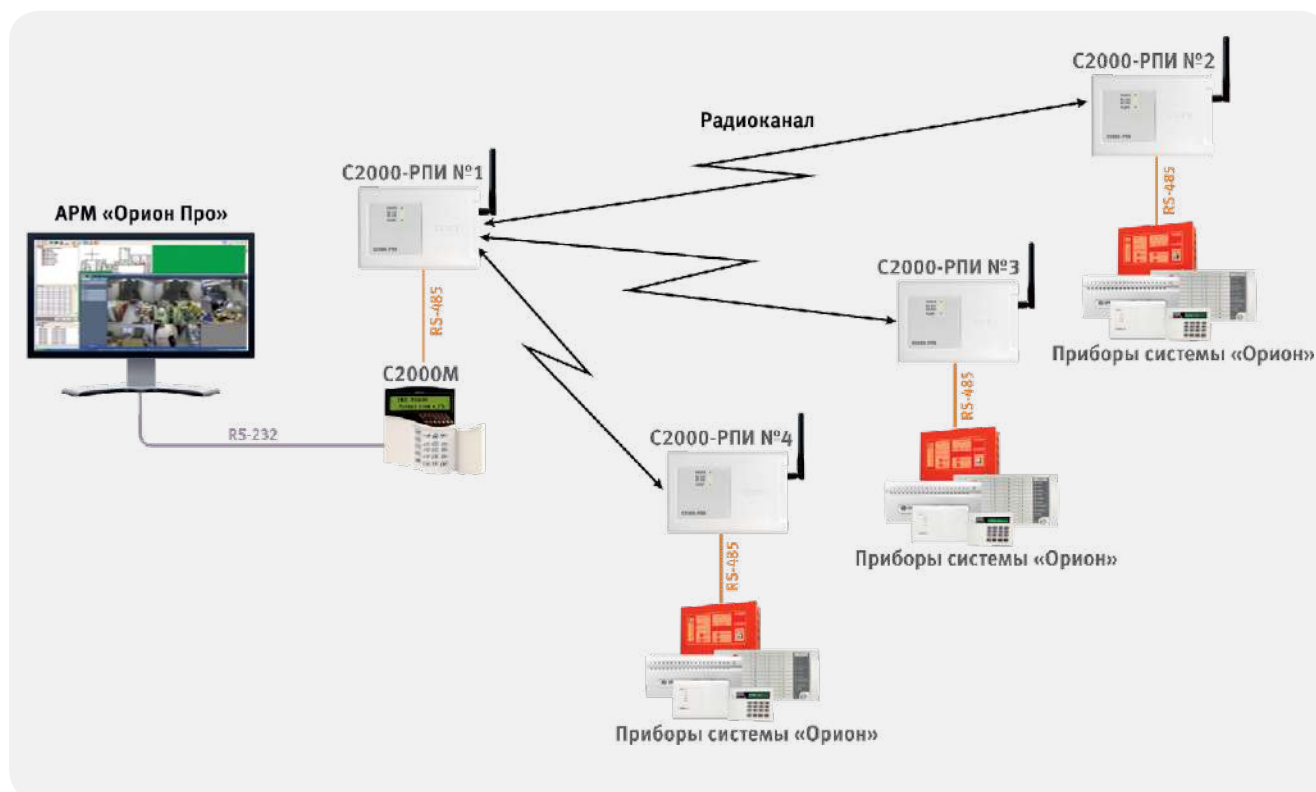 С2000-РПИ №2
Радиоканал
С2000-РПИ №1
RS-485
АРМ «Орион Про»
С2000-РПИ №3
RS-485
Приборы системы «Орион»
С2000М
RS-485
RS-232
С2000-РПИ №4
Приборы системы «Орион»
RS-485
Приборы системы «Орион»